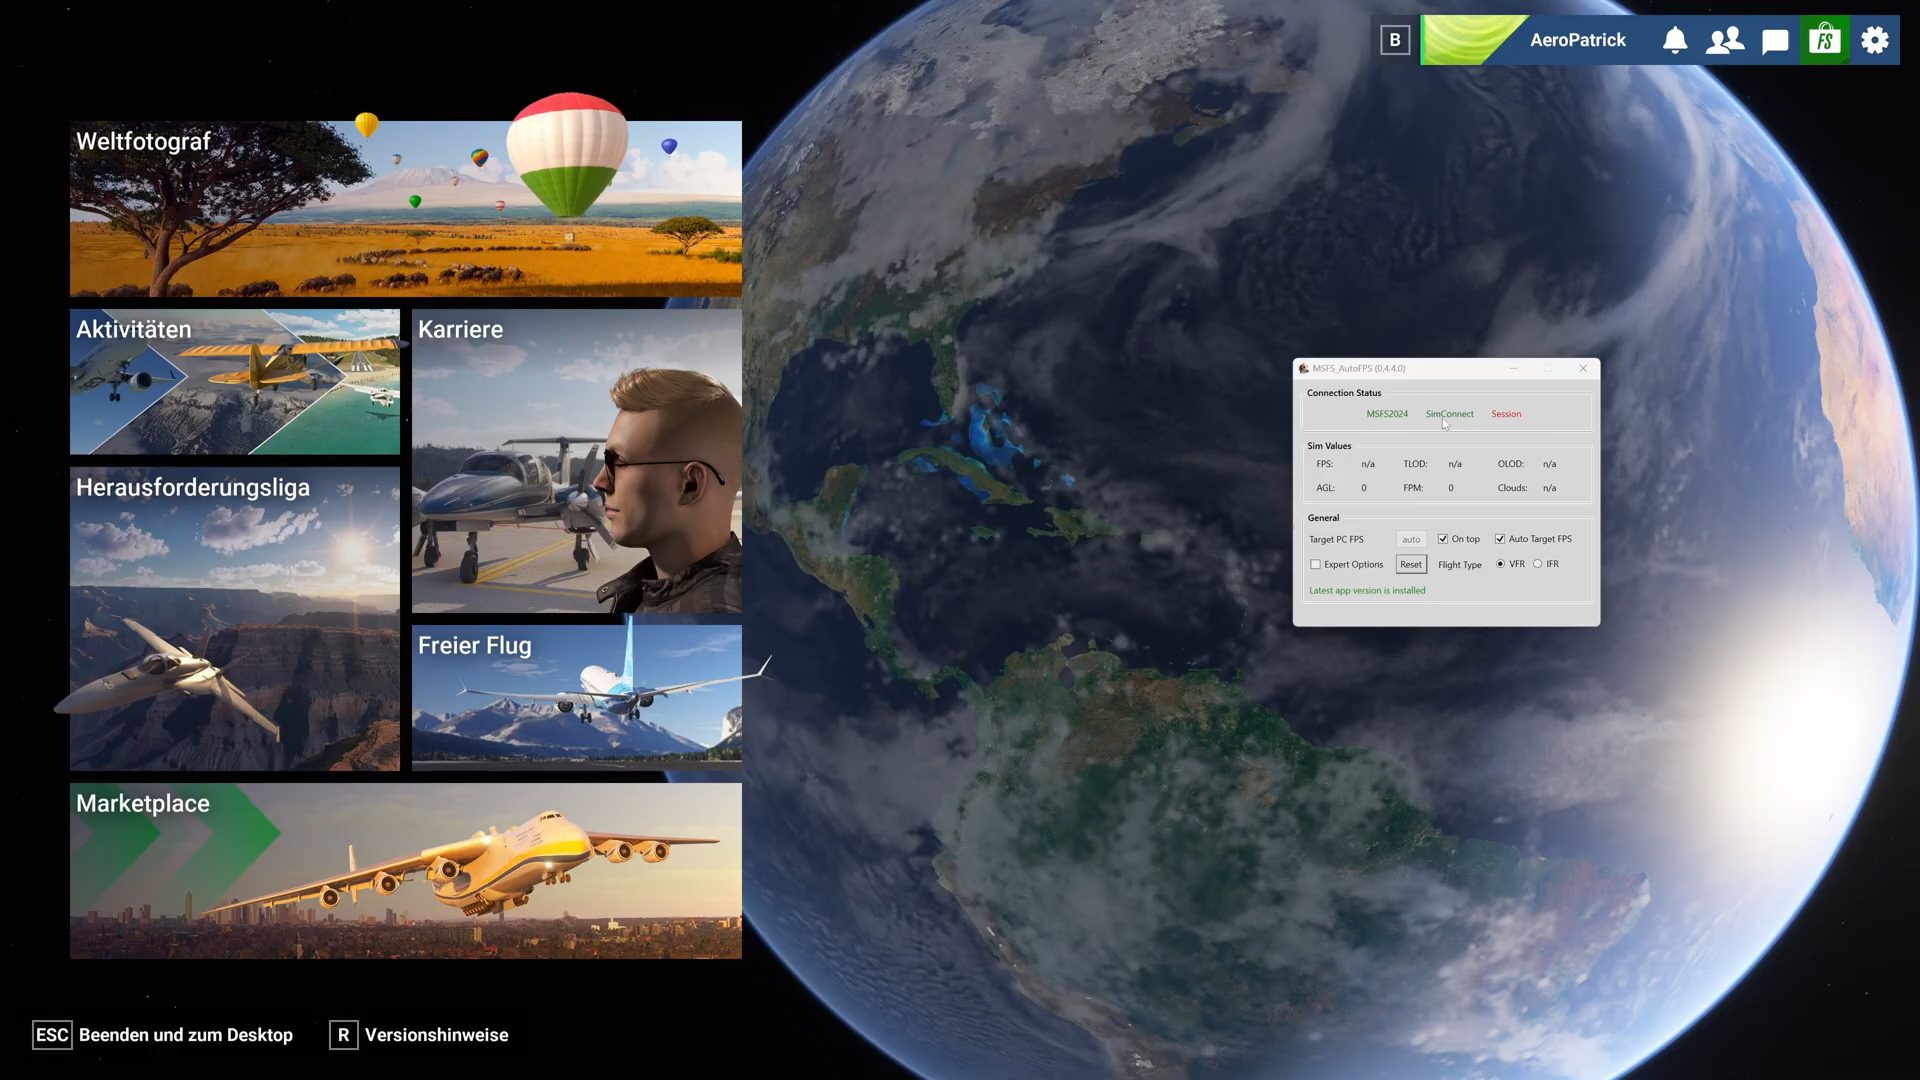 B
AeroPatrick
FS
Weltfotograf
Aktivitäten
Karriere
Herausforderungsliga
Freier Flug
Marketplace
MSFS_AutoFPS (0.4.4.0)
Connection Status
MSFS2024 SimConnect Session
Sim Values
FPS: n/a TLOD: n/a OLOD: n/a
AGL: 0 FPM: 0 Clouds: n/a
General
Target PC FPS auto On top Auto Target FPS
Expert Options Reset Flight Type VFR IFR
Latest app version is installed
ESC Beenden und zum Desktop R Versionshinweise